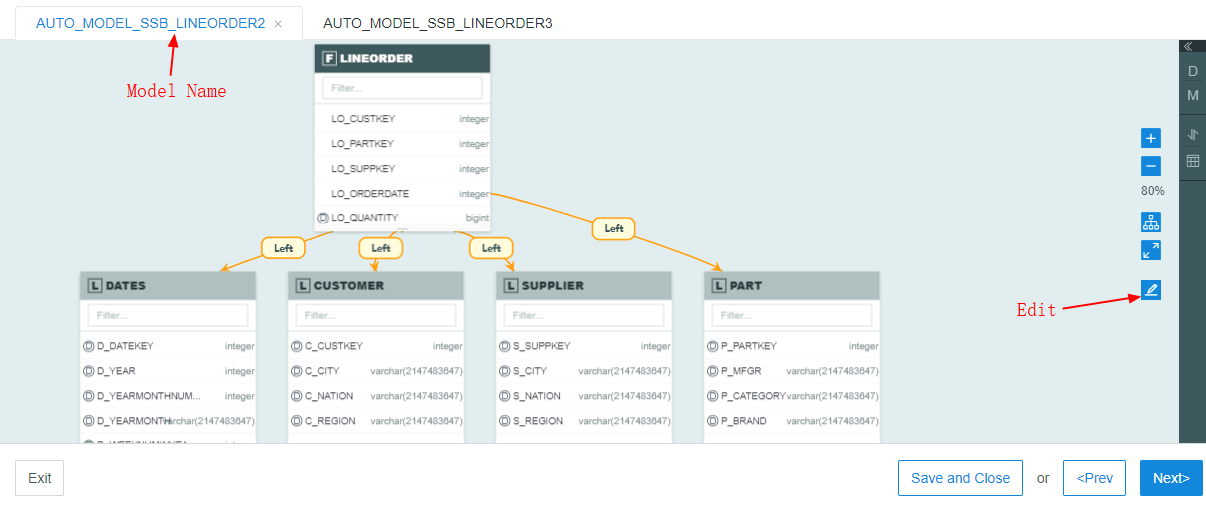 AUTO_MODEL_SSB_LINEORDER2 × AUTO_MODEL_SSB_LINEORDER3
Model Name
F LINEORDER
Filter...
LO_CUSTKEY integer
LO_PARTKEY integer
LO_SUPPKEY integer
LO_ORDERDATE integer
D LO_QUANTITY bigint
Left Left Left Left
D
M
+
−
80%
Edit
L DATES
Filter...
D D_DATEKEY integer
D D_YEAR integer
D D_YEARMONTHNUM... integer
D D_YEARMONTH varchar(2147483647)
L CUSTOMER
Filter...
D C_CUSTKEY integer
D C_CITY varchar(2147483647)
D C_NATION varchar(2147483647)
D C_REGION varchar(2147483647)
L SUPPLIER
Filter...
D S_SUPPKEY integer
D S_CITY varchar(2147483647)
D S_NATION varchar(2147483647)
D S_REGION varchar(2147483647)
L PART
Filter...
D P_PARTKEY integer
D P_MFGR varchar(2147483647)
D P_CATEGORY varchar(2147483647)
D P_BRAND varchar(2147483647)
Exit Save and Close or <Prev Next>